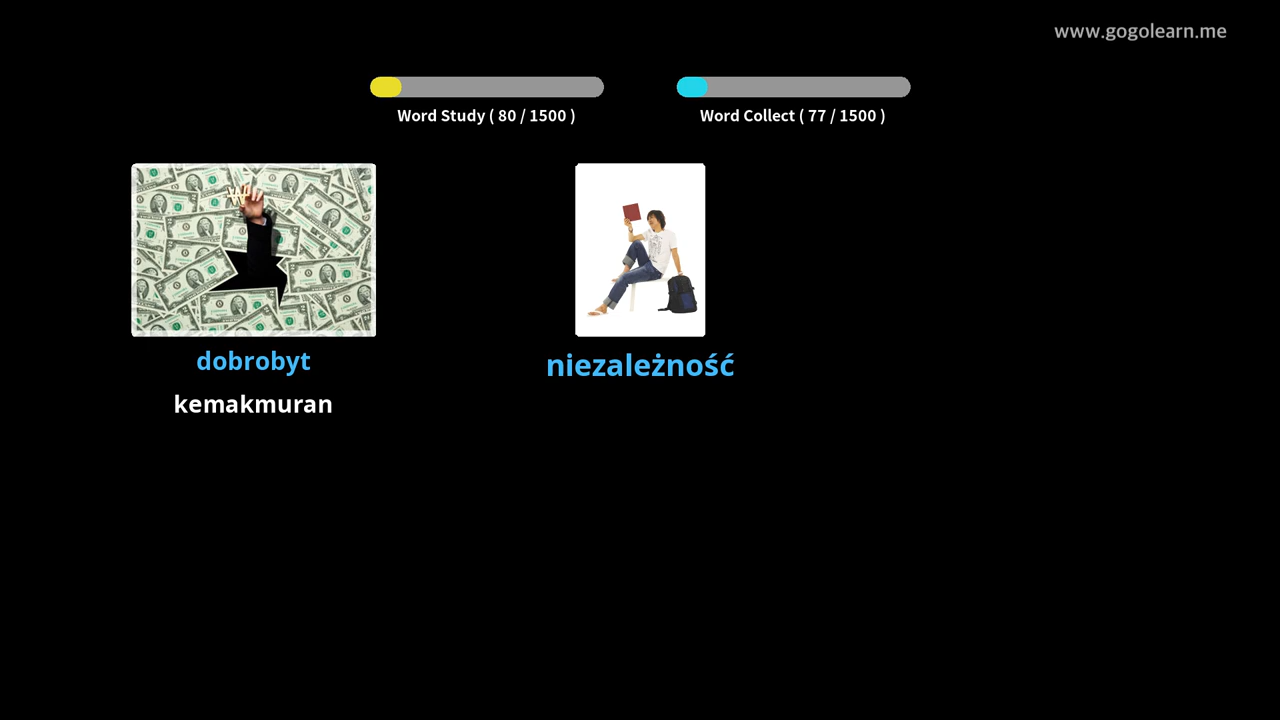 www.gogolearn.me
Word Study ( 80 / 1500 )
Word Collect ( 77 / 1500 )
dobrobyt
kemakmuran
niezależność